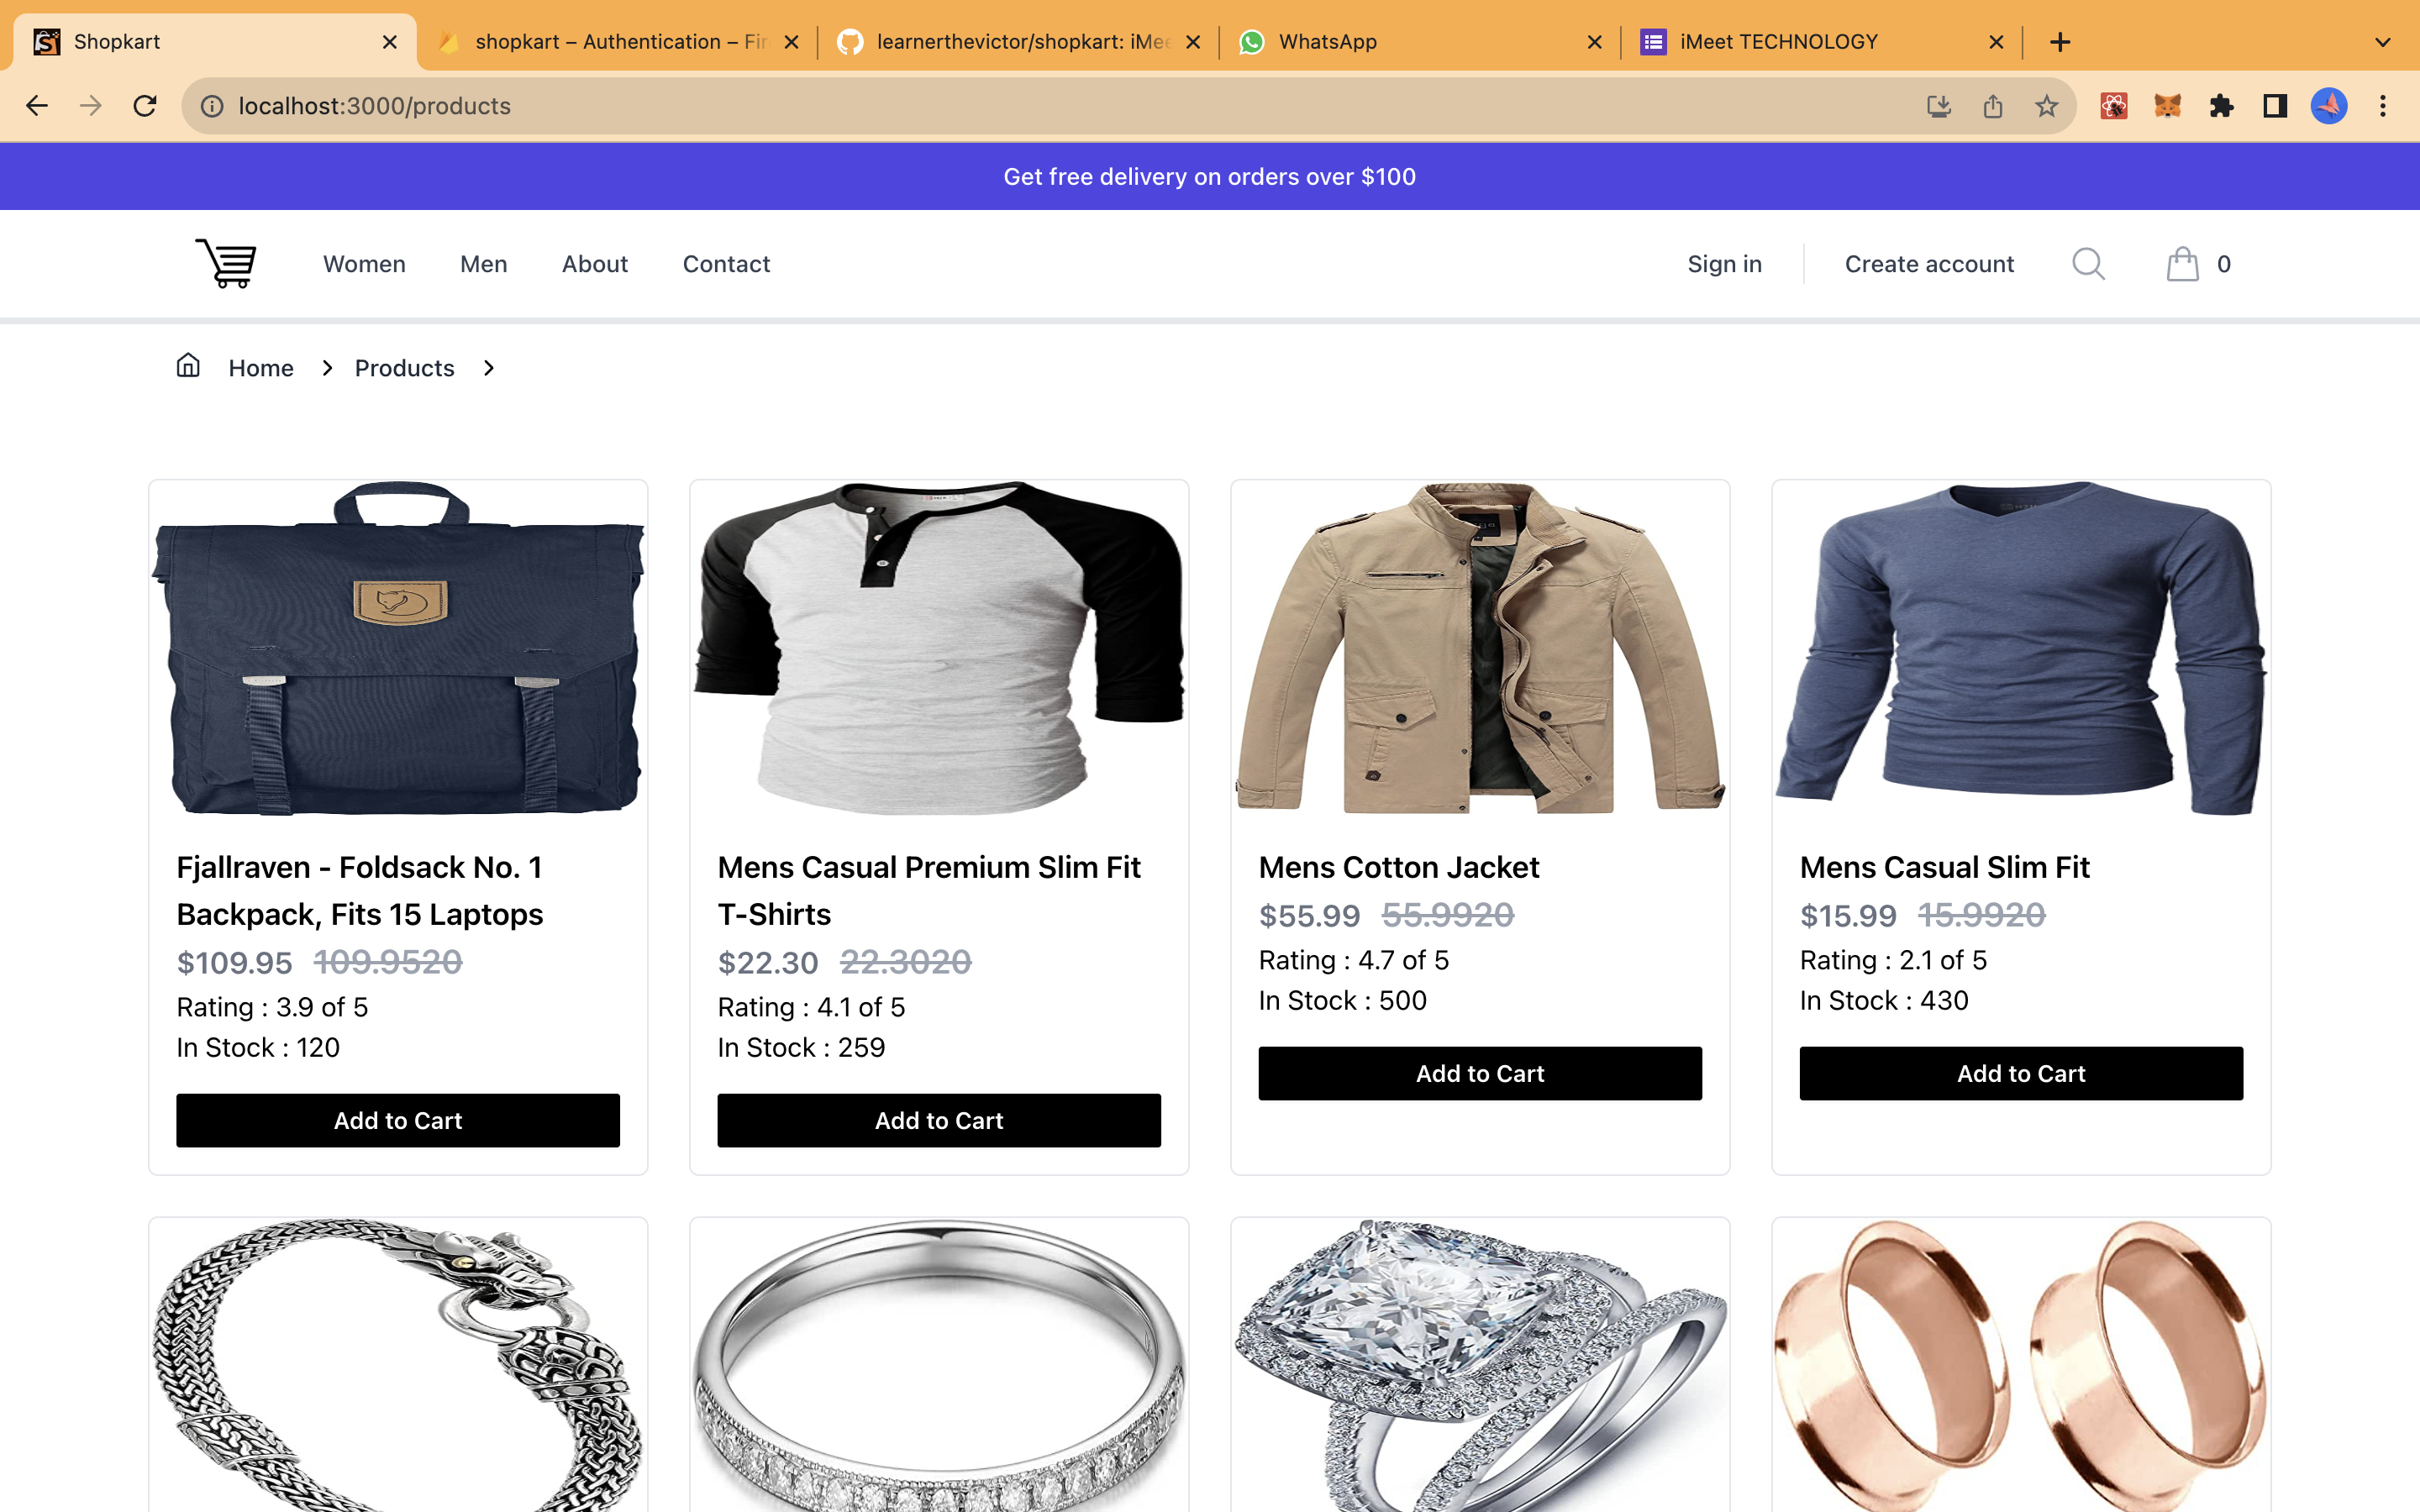 Shopkart
shopkart – Authentication – Fir
learnerthevictor/shopkart: iMee
WhatsApp
iMeet TECHNOLOGY
localhost:3000/products
Get free delivery on orders over $100
Women
Men
About
Contact
Sign in
Create account
0
Home
Products
Fjallraven - Foldsack No. 1
Backpack, Fits 15 Laptops
$109.95 109.9520
Rating : 3.9 of 5
In Stock : 120
Add to Cart
Mens Casual Premium Slim Fit
T-Shirts
$22.30 22.3020
Rating : 4.1 of 5
In Stock : 259
Add to Cart
Mens Cotton Jacket
$55.99 55.9920
Rating : 4.7 of 5
In Stock : 500
Add to Cart
Mens Casual Slim Fit
$15.99 15.9920
Rating : 2.1 of 5
In Stock : 430
Add to Cart